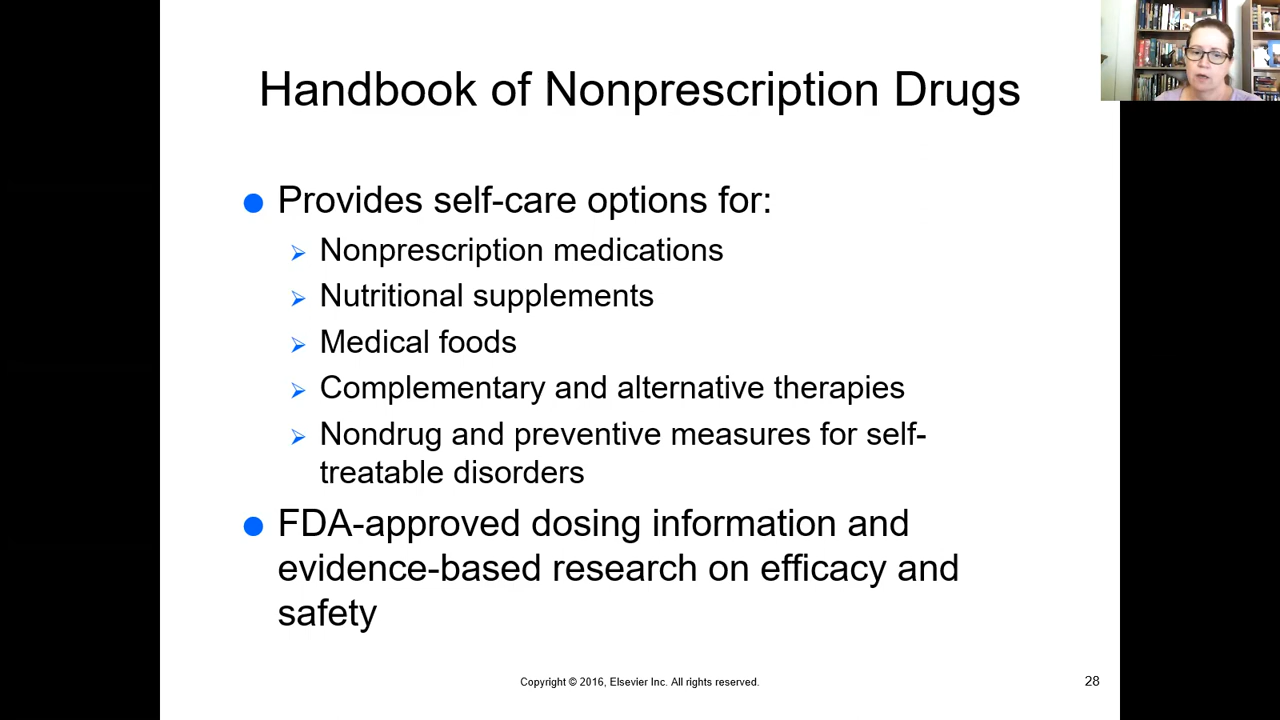 Handbook of Nonprescription Drugs
Provides self-care options for:
Nonprescription medications
Nutritional supplements
Medical foods
Complementary and alternative therapies
Nondrug and preventive measures for self-
treatable disorders
FDA-approved dosing information and
evidence-based research on efficacy and
safety
Copyright © 2016, Elsevier Inc. All rights reserved.
28